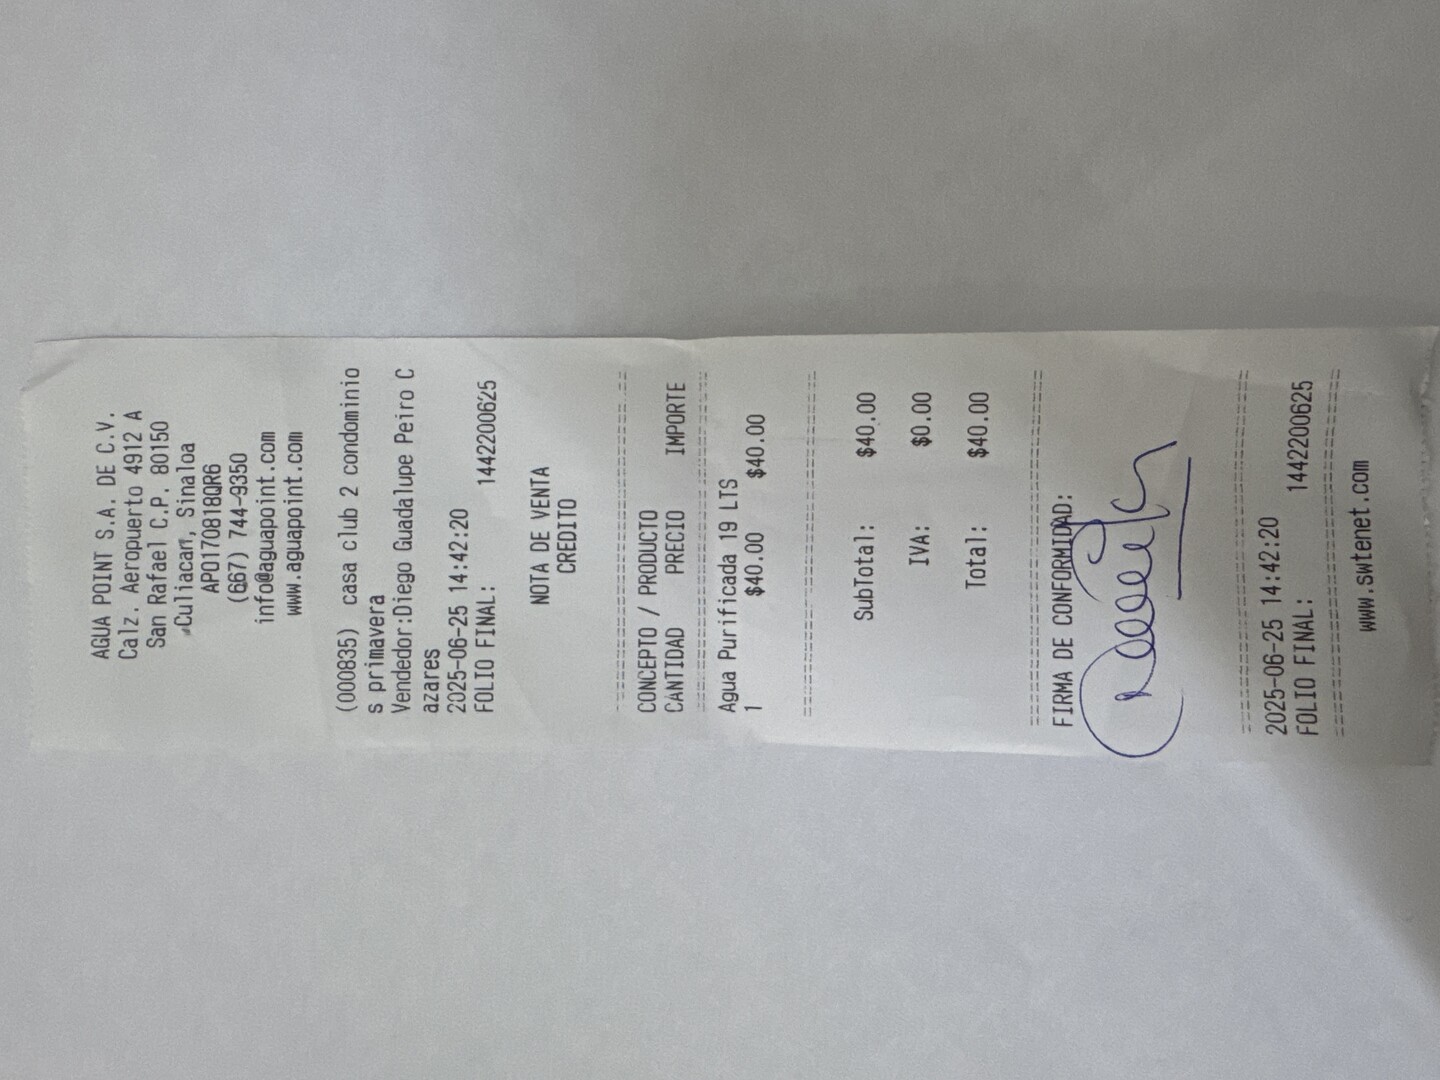 AGUA POINT S.A. DE C.V.
Calz. Aeropuerto 4912 A
San Rafael C.P. 80150
Culiacan, Sinaloa
APO170818QR6
(667) 744-9350
info@aguapoint.com
www.aguapoint.com
(000835) casa club 2 condominio
s primavera
Vendedor:Diego Guadalupe Peiro C
azares
2025-06-25 14:42:20
FOLIO FINAL: 1442200625
NOTA DE VENTA
CREDITO
================================
CONCEPTO / PRODUCTO
CANTIDAD PRECIO IMPORTE
================================
Agua Purificada 19 LTS
1 $40.00 $40.00
================================
SubTotal: $40.00
IVA: $0.00
Total: $40.00
================================
FIRMA DE CONFORMIDAD:
================================
2025-06-25 14:42:20
FOLIO FINAL: 1442200625
================================
www.swtenet.com